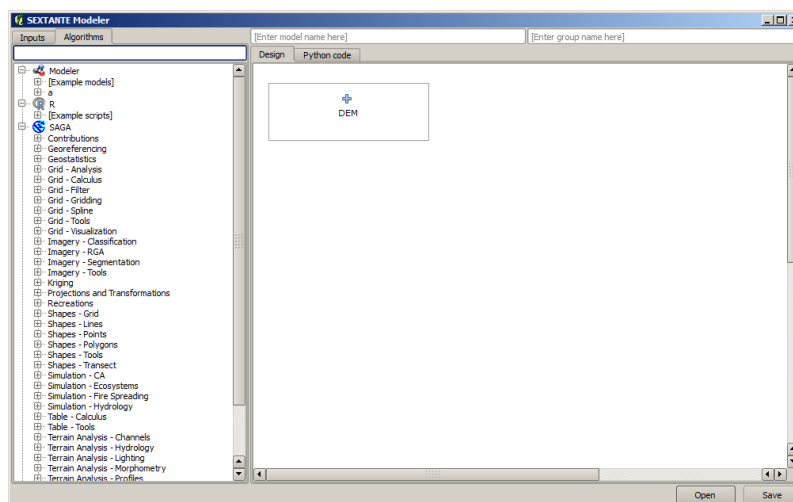 SEXTANTE Modeler
Inputs Algorithms
[Enter model name here] [Enter group name here]
Design Python code
Modeler
[Example models]
a
R
[Example scripts]
SAGA
Contributions
Georeferencing
Geostatistics
Grid - Analysis
Grid - Calculus
Grid - Filter
Grid - Gridding
Grid - Spline
Grid - Tools
Grid - Visualization
Imagery - Classification
Imagery - RGA
Imagery - Segmentation
Imagery - Tools
Kriging
Projections and Transformations
Recreations
Shapes - Grid
Shapes - Lines
Shapes - Points
Shapes - Polygons
Shapes - Tools
Shapes - Transect
Simulation - CA
Simulation - Ecosystems
Simulation - Fire Spreading
Simulation - Hydrology
Table - Calculus
Table - Tools
Terrain Analysis - Channels
Terrain Analysis - Hydrology
Terrain Analysis - Lighting
Terrain Analysis - Morphometry
Terrain Analysis - Profiles
DEM
Open Save